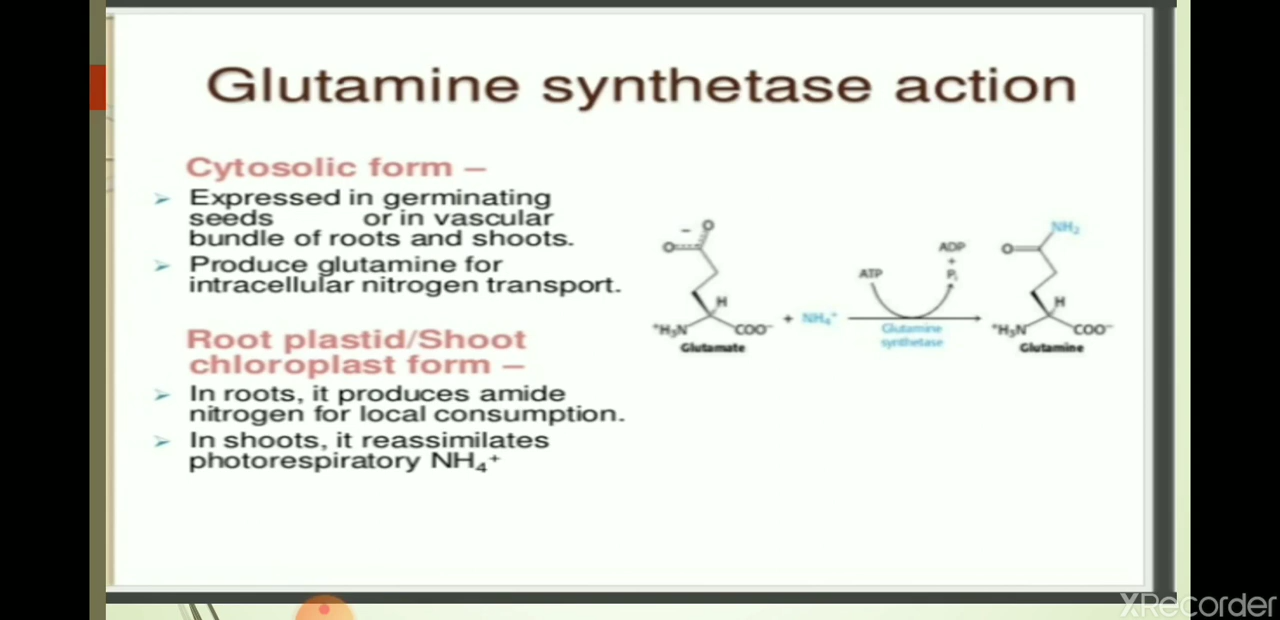 Glutamine synthetase action
Cytosolic form –
➢ Expressed in germinating
seeds or in vascular
bundle of roots and shoots.
➢ Produce glutamine for
intracellular nitrogen transport.
Root plastid/Shoot
chloroplast form –
➢ In roots, it produces amide
nitrogen for local consumption.
➢ In shoots, it reassimilates
photorespiratory NH₄⁺
O
–
O
H
⁺H₃N
COO⁻
Glutamate
+ NH₄⁺
ATP
ADP
+
Pᵢ
Glutamine
synthetase
NH₂
O
H
⁺H₃N
COO⁻
Glutamine
XRecorder